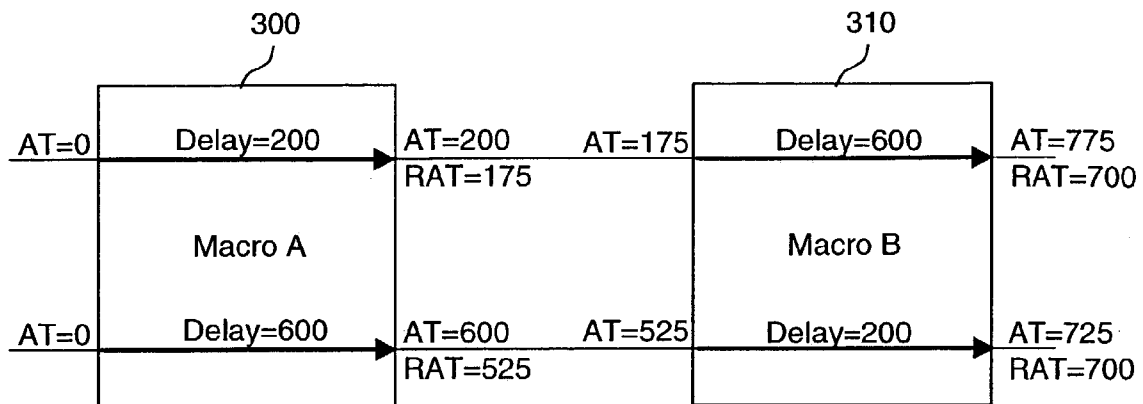 300
310
AT=0
Delay=200
AT=200
RAT=175
AT=175
Delay=600
AT=775
RAT=700
Macro A
Macro B
AT=0
Delay=600
AT=600
RAT=525
AT=525
Delay=200
AT=725
RAT=700